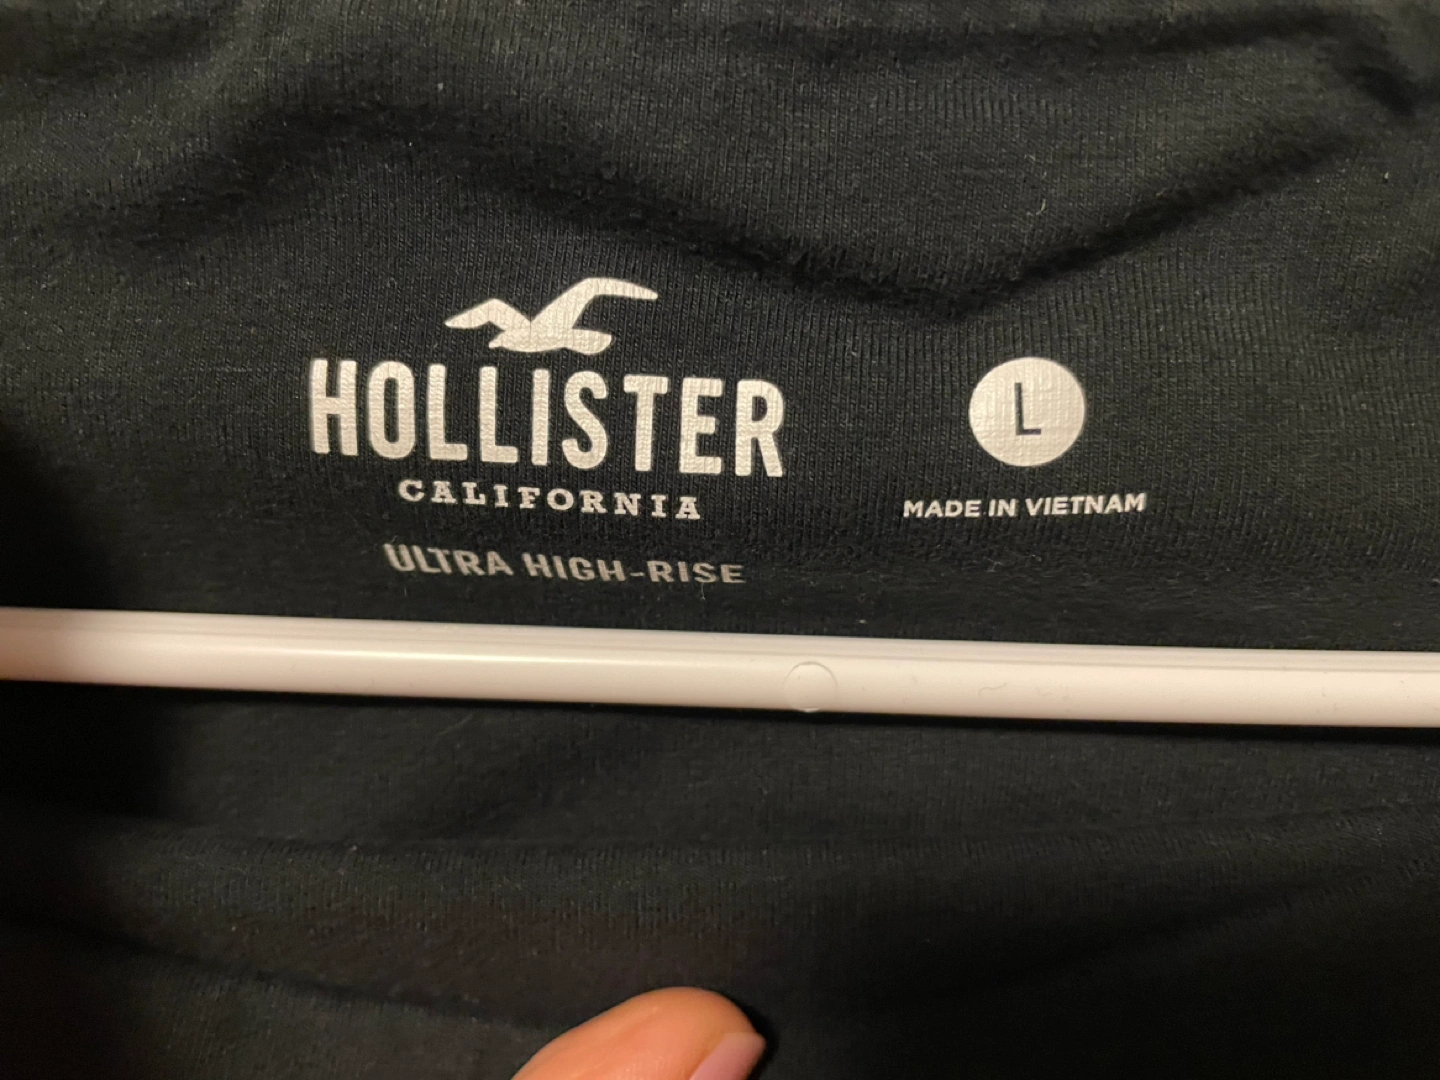 HOLLISTER
CALIFORNIA
ULTRA HIGH-RISE
L
MADE IN VIETNAM